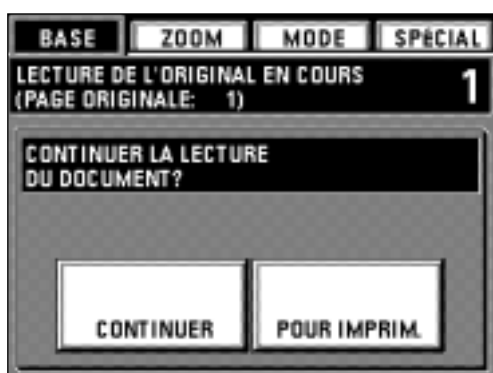 BASE ZOOM MODE SPÉCIAL
LECTURE DE L'ORIGINAL EN COURS 1
(PAGE ORIGINALE: 1)
CONTINUER LA LECTURE
DU DOCUMENT?
CONTINUER POUR IMPRIM.